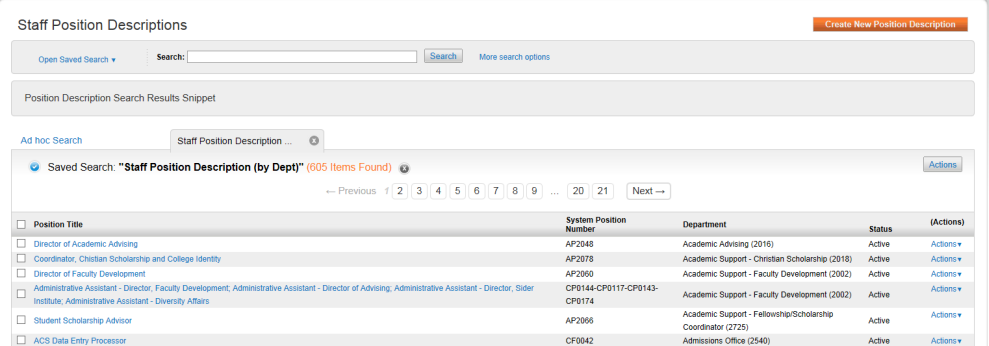 Staff Position Descriptions
Create New Position Description
Open Saved Search ▾
Search:
Search
More search options
Position Description Search Results Snippet
Ad hoc Search
Staff Position Description ... x
Saved Search: "Staff Position Description (by Dept)" (605 Items Found) x
Actions
← Previous 1 2 3 4 5 6 7 8 9 ... 20 21 Next →
Position Title System Position Number Department Status (Actions)
Director of Academic Advising AP2048 Academic Advising (2016) Active Actions ▾
Coordinator, Chistian Scholarship and College Identity AP2078 Academic Support - Christian Scholarship (2018) Active Actions ▾
Director of Faculty Development AP2060 Academic Support - Faculty Development (2002) Active Actions ▾
Administrative Assistant - Director, Faculty Development; Administrative Assistant - Director of Advising; Administrative Assistant - Director, Sider
Institute; Administrative Assistant - Diversity Affairs
CP0144-CP0117-CP0143-
CP0174
Academic Support - Faculty Development (2002) Active Actions ▾
Student Scholarship Advisor AP2066
Academic Support - Fellowship/Scholarship
Coordinator (2725)
Active Actions ▾
ACS Data Entry Processor CF0042 Admissions Office (2540) Active Actions ▾